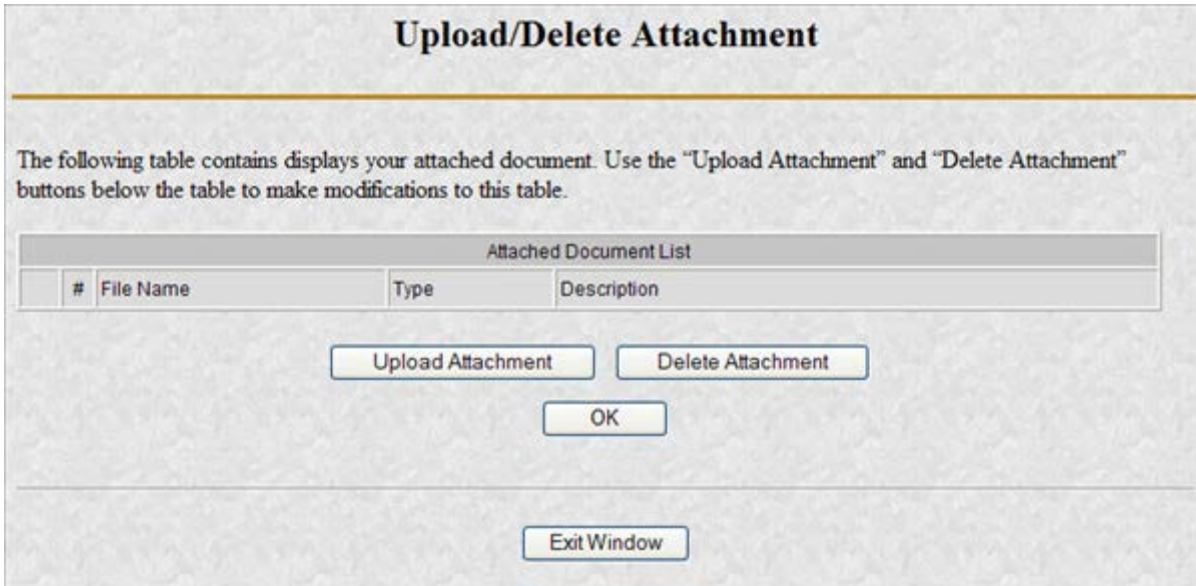 Upload/Delete Attachment
The following table contains displays your attached document. Use the “Upload Attachment” and “Delete Attachment”
buttons below the table to make modifications to this table.
Attached Document List
# File Name Type Description
Upload Attachment Delete Attachment
OK
Exit Window